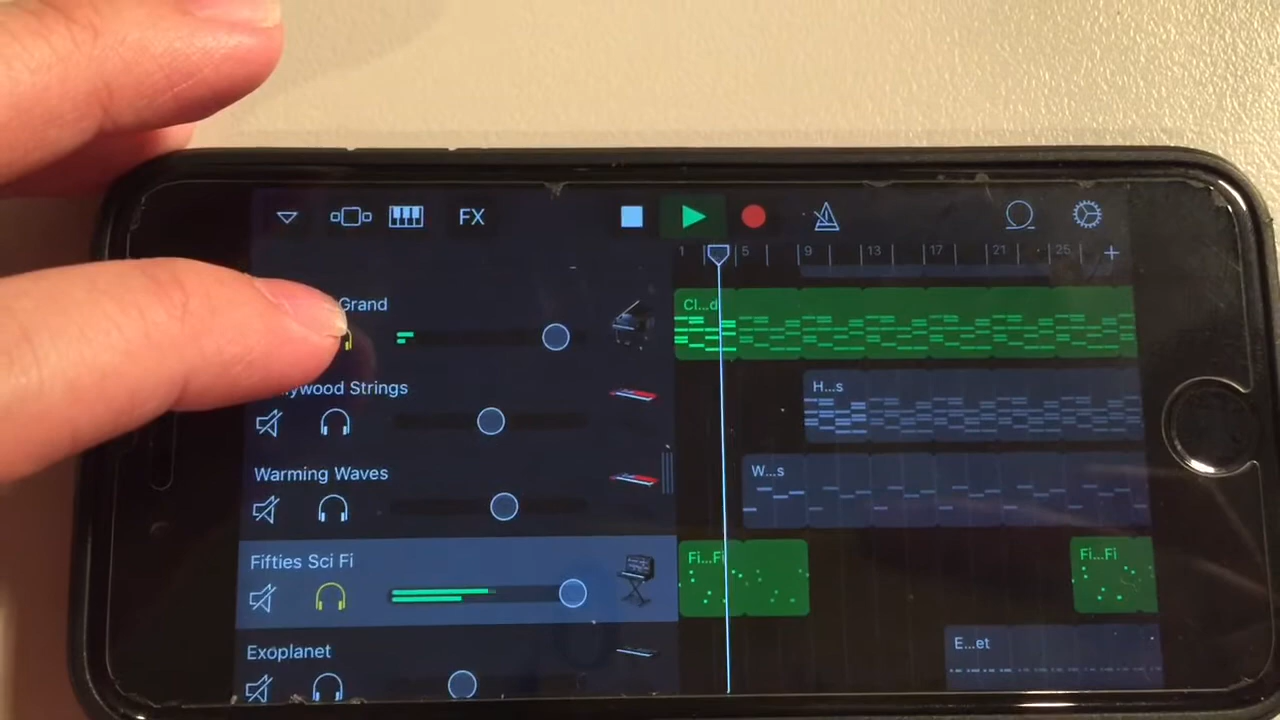 FX
1 5 9 13 17 21 25 +
Grand
Cl...d
lywood Strings
H...s
Warming Waves
W...s
Fifties Sci Fi
Fi...Fi
Fi...Fi
Exoplanet
E...et